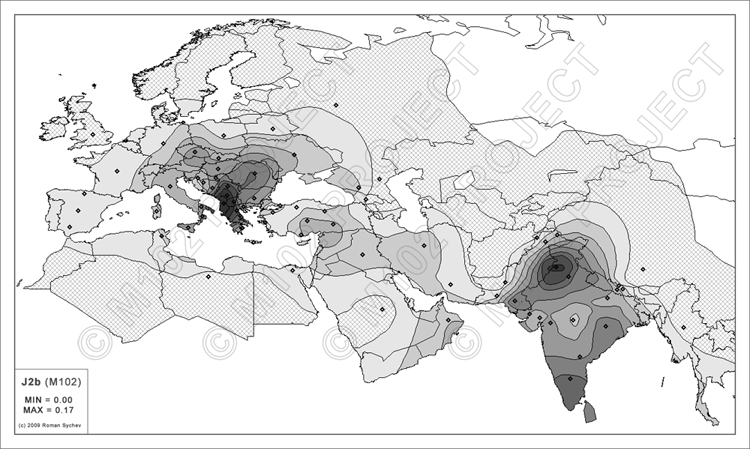 © M102 PROJECT
© M102 PROJECT
© M102 PROJECT
© M102 PROJECT
J2b (M102)
MIN = 0.00
MAX = 0.17
(c) 2009 Roman Sychev